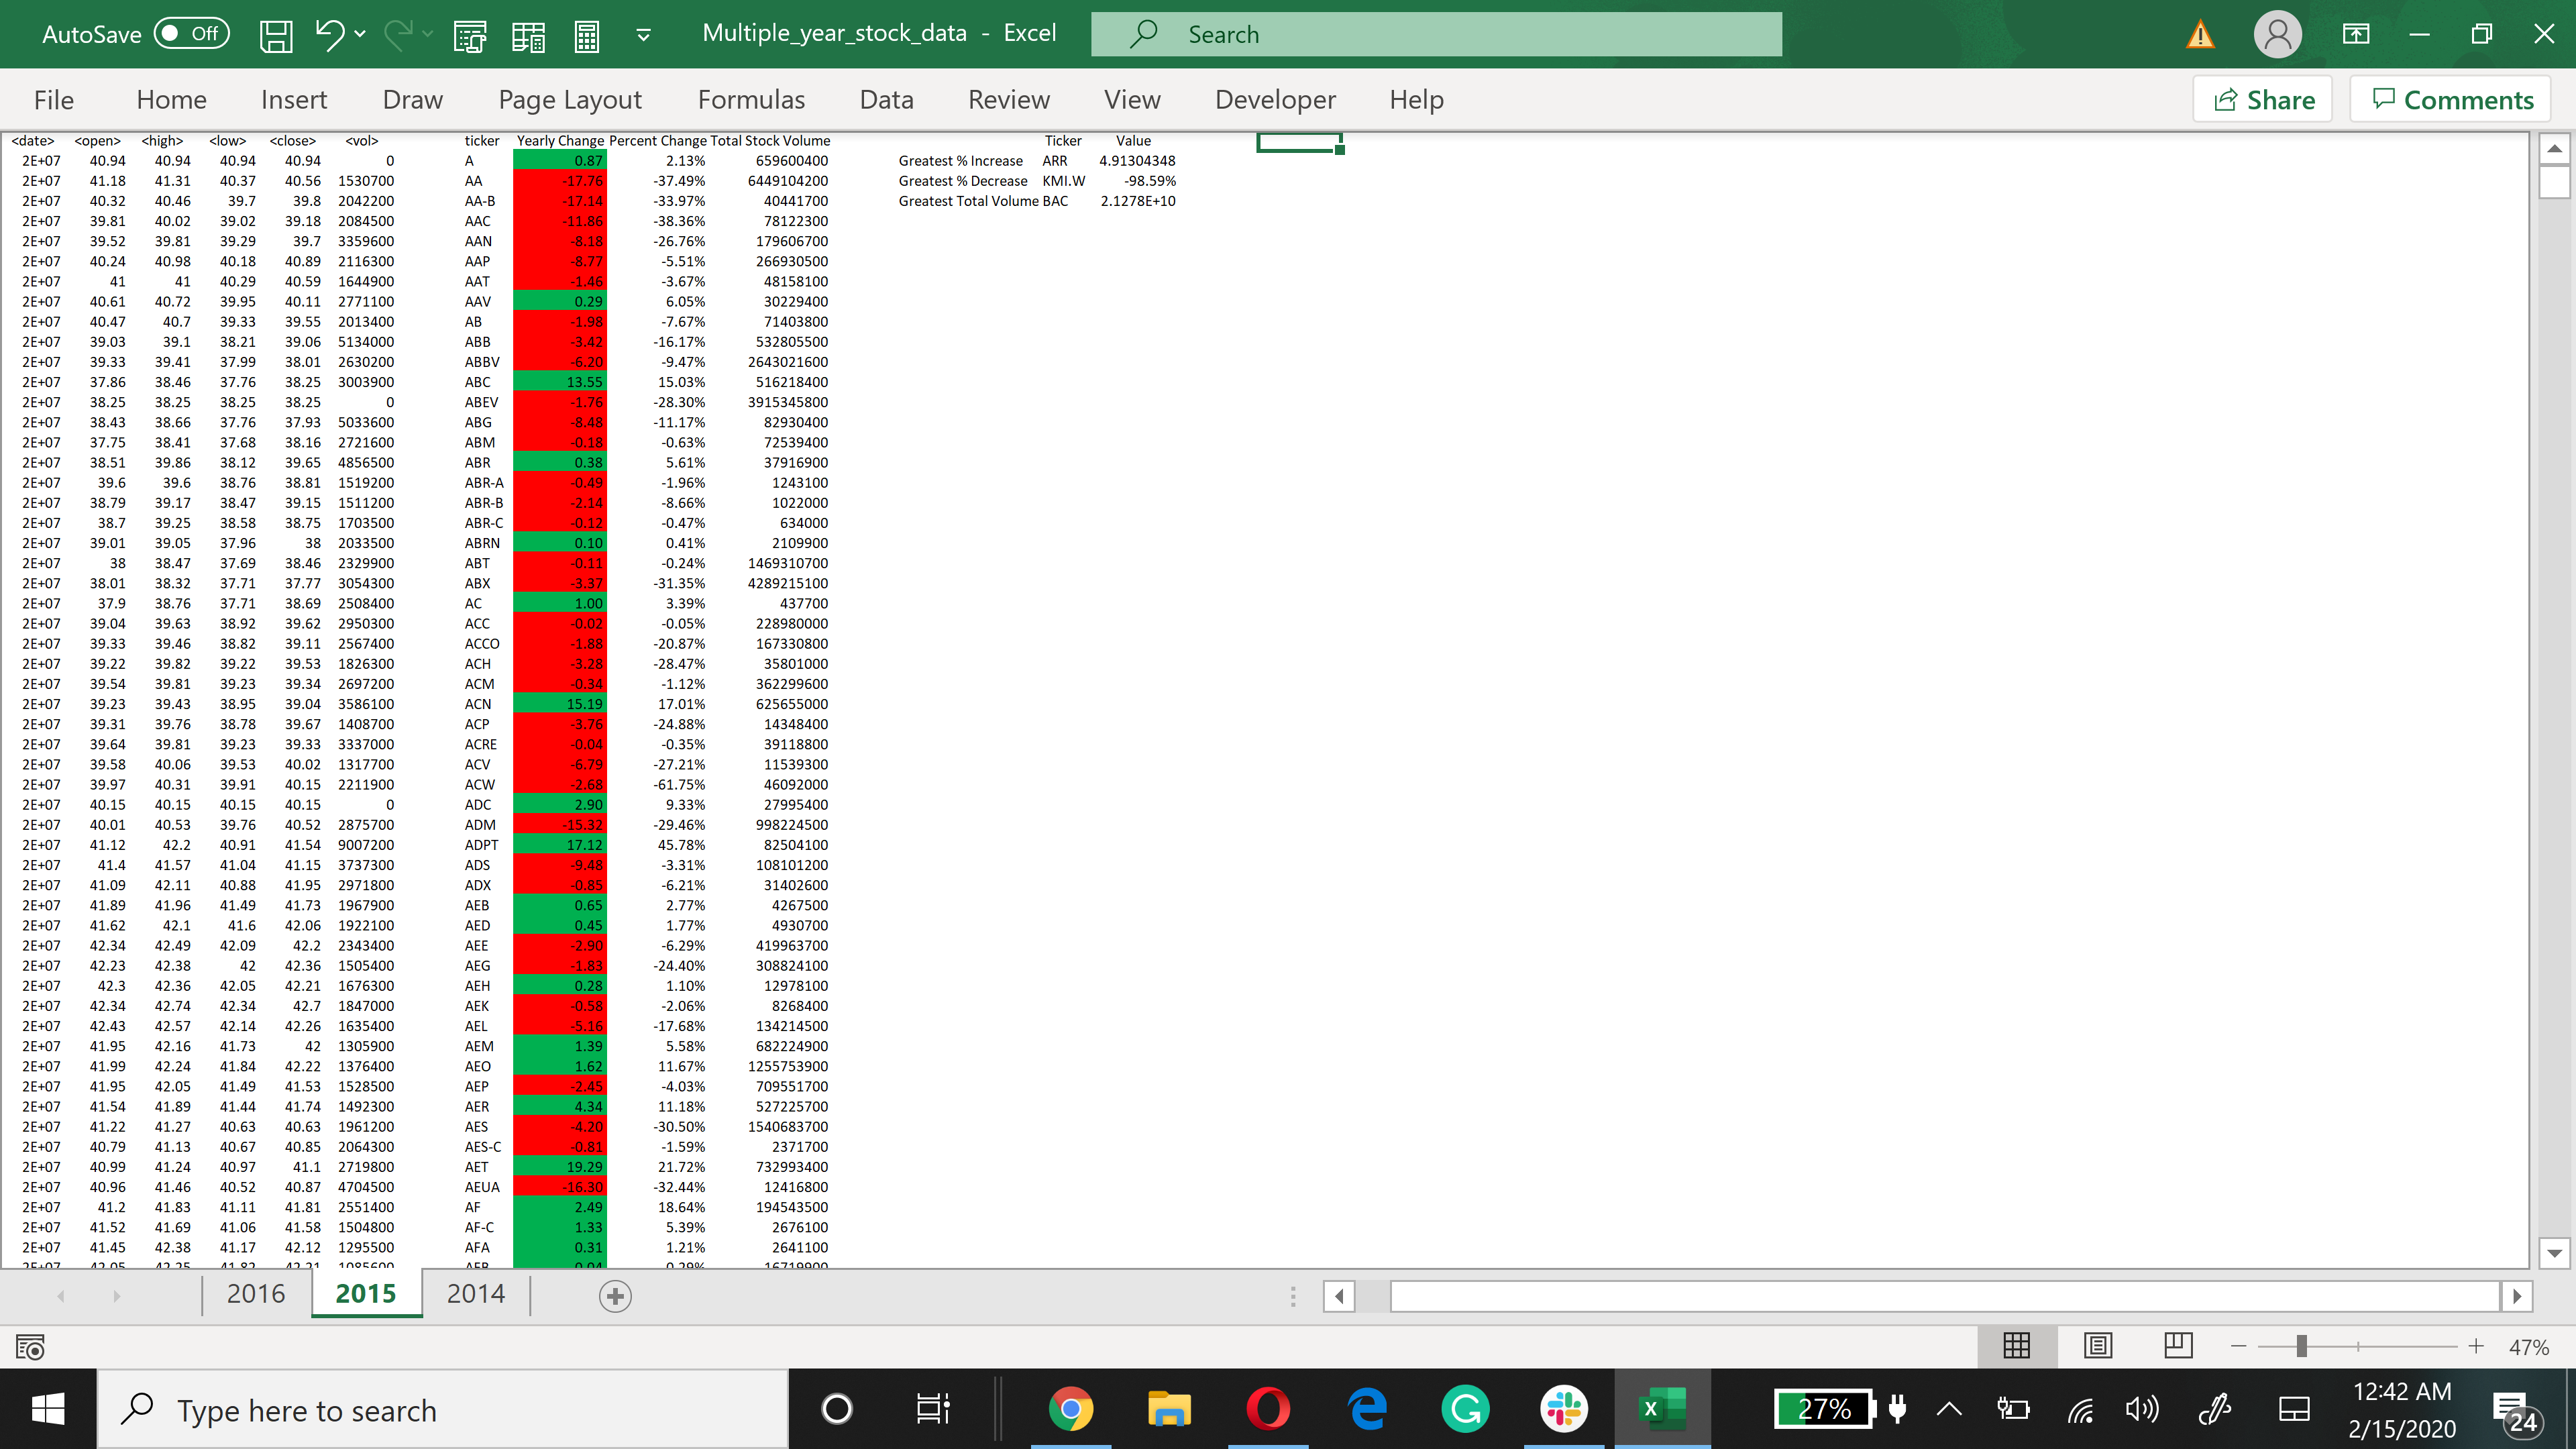 AutoSave Off Multiple_year_stock_data - Excel Search
File Home Insert Draw Page Layout Formulas Data Review View Developer Help Share Comments
<date> <open> <high> <low> <close> <vol> ticker Yearly Change Percent Change Total Stock Volume Ticker Value
2E+07 40.94 40.94 40.94 40.94 0 A 0.87 2.13% 659600400 Greatest % Increase ARR 4.91304348
2E+07 41.18 41.31 40.37 40.56 1530700 AA -17.76 -37.49% 6449104200 Greatest % Decrease KMI.W -98.59%
2E+07 40.32 40.46 39.7 39.8 2042200 AA-B -17.14 -33.97% 40441700 Greatest Total Volume BAC 2.1278E+10
2E+07 39.81 40.02 39.02 39.18 2084500 AAC -11.86 -38.36% 78122300
2E+07 39.52 39.81 39.29 39.7 3359600 AAN -8.18 -26.76% 179606700
2E+07 40.24 40.98 40.18 40.89 2116300 AAP -8.77 -5.51% 266930500
2E+07 41 41 40.29 40.59 1644900 AAT -1.46 -3.67% 48158100
2E+07 40.61 40.72 39.95 40.11 2771100 AAV 0.29 6.05% 30229400
2E+07 40.47 40.7 39.33 39.55 2013400 AB -1.98 -7.67% 71403800
2E+07 39.03 39.1 38.21 39.06 5134000 ABB -3.42 -16.17% 532805500
2E+07 39.33 39.41 37.99 38.01 2630200 ABBV -6.20 -9.47% 2643021600
2E+07 37.86 38.46 37.76 38.25 3003900 ABC 13.55 15.03% 516218400
2E+07 38.25 38.25 38.25 38.25 0 ABEV -1.76 -28.30% 3915345800
2E+07 38.43 38.66 37.76 37.93 5033600 ABG -8.48 -11.17% 82930400
2E+07 37.75 38.41 37.68 38.16 2721600 ABM -0.18 -0.63% 72539400
2E+07 38.51 39.86 38.12 39.65 4856500 ABR 0.38 5.61% 37916900
2E+07 39.6 39.6 38.76 38.81 1519200 ABR-A -0.49 -1.96% 1243100
2E+07 38.79 39.17 38.47 39.15 1511200 ABR-B -2.14 -8.66% 1022000
2E+07 38.7 39.25 38.58 38.75 1703500 ABR-C -0.12 -0.47% 634000
2E+07 39.01 39.05 37.96 38 2033500 ABRN 0.10 0.41% 2109900
2E+07 38 38.47 37.69 38.46 2329900 ABT -0.11 -0.24% 1469310700
2E+07 38.01 38.32 37.71 37.77 3054300 ABX -3.37 -31.35% 4289215100
2E+07 37.9 38.76 37.71 38.69 2508400 AC 1.00 3.39% 437700
2E+07 39.04 39.63 38.92 39.62 2950300 ACC -0.02 -0.05% 228980000
2E+07 39.33 39.46 38.82 39.11 2567400 ACCO -1.88 -20.87% 167330800
2E+07 39.22 39.82 39.22 39.53 1826300 ACH -3.28 -28.47% 35801000
2E+07 39.54 39.81 39.23 39.34 2697200 ACM -0.34 -1.12% 362299600
2E+07 39.23 39.43 38.95 39.04 3586100 ACN 15.19 17.01% 625655000
2E+07 39.31 39.76 38.78 39.67 1408700 ACP -3.76 -24.88% 14348400
2E+07 39.64 39.81 39.23 39.33 3337000 ACRE -0.04 -0.35% 39118800
2E+07 39.58 40.06 39.53 40.02 1317700 ACV -6.79 -27.21% 11539300
2E+07 39.97 40.31 39.91 40.15 2211900 ACW -2.68 -61.75% 46092000
2E+07 40.15 40.15 40.15 40.15 0 ADC 2.90 9.33% 27995400
2E+07 40.01 40.53 39.76 40.52 2875700 ADM -15.32 -29.46% 998224500
2E+07 41.12 42.2 40.91 41.54 9007200 ADPT 17.12 45.78% 82504100
2E+07 41.4 41.57 41.04 41.15 3737300 ADS -9.48 -3.31% 108101200
2E+07 41.09 42.11 40.88 41.95 2971800 ADX -0.85 -6.21% 31402600
2E+07 41.89 41.96 41.49 41.73 1967900 AEB 0.65 2.77% 4267500
2E+07 41.62 42.1 41.6 42.06 1922100 AED 0.45 1.77% 4930700
2E+07 42.34 42.49 42.09 42.2 2343400 AEE -2.90 -6.29% 419963700
2E+07 42.23 42.38 42 42.36 1505400 AEG -1.83 -24.40% 308824100
2E+07 42.3 42.36 42.05 42.21 1676300 AEH 0.28 1.10% 12978100
2E+07 42.34 42.74 42.34 42.7 1847000 AEK -0.58 -2.06% 8268400
2E+07 42.43 42.57 42.14 42.26 1635400 AEL -5.16 -17.68% 134214500
2E+07 41.95 42.16 41.73 42 1305900 AEM 1.39 5.58% 682224900
2E+07 41.99 42.24 41.84 42.22 1376400 AEO 1.62 11.67% 1255753900
2E+07 41.95 42.05 41.49 41.53 1528500 AEP -2.45 -4.03% 709551700
2E+07 41.54 41.89 41.44 41.74 1492300 AER 4.34 11.18% 527225700
2E+07 41.22 41.27 40.63 40.63 1961200 AES -4.20 -30.50% 1540683700
2E+07 40.79 41.13 40.67 40.85 2064300 AES-C -0.81 -1.59% 2371700
2E+07 40.99 41.24 40.97 41.1 2719800 AET 19.29 21.72% 732993400
2E+07 40.96 41.46 40.52 40.87 4704500 AEUA -16.30 -32.44% 12416800
2E+07 41.2 41.83 41.11 41.81 2551400 AF 2.49 18.64% 194543500
2E+07 41.52 41.69 41.06 41.58 1504800 AF-C 1.33 5.39% 2676100
2E+07 41.45 42.38 41.17 42.12 1295500 AFA 0.31 1.21% 2641100
2016 2015 2014
47%
Type here to search 27% 12:42 AM
2/15/2020 24